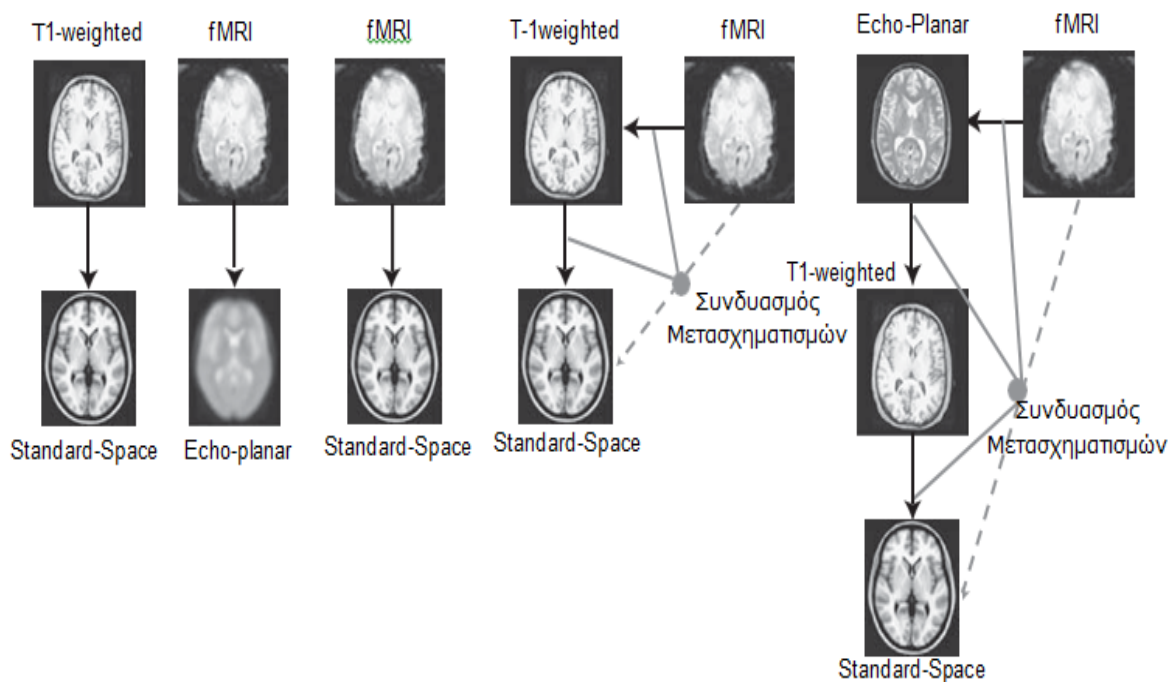 T1-weighted
fMRI
fMRI
T-1weighted
fMRI
Echo-Planar
fMRI
T1-weighted
Συνδυασμός
Μετασχηματισμών
Συνδυασμός
Μετασχηματισμών
Standard-Space
Echo-planar
Standard-Space
Standard-Space
Standard-Space